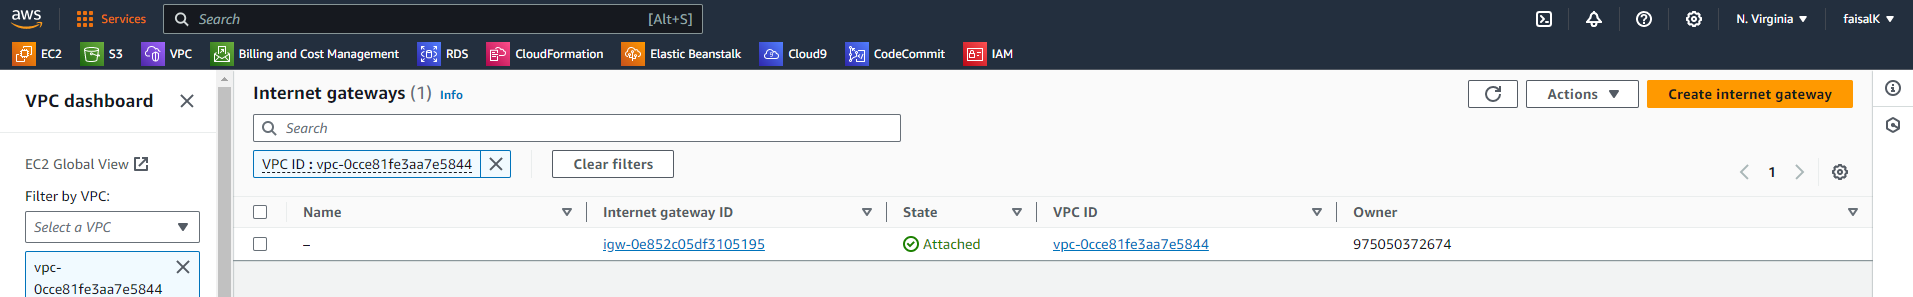 aws Services Search [Alt+S] N. Virginia faisalK
EC2 S3 VPC Billing and Cost Management RDS CloudFormation Elastic Beanstalk Cloud9 CodeCommit IAM
VPC dashboard
EC2 Global View
Filter by VPC:
Select a VPC
vpc-
0cce81fe3aa7e5844
Internet gateways (1) Info
Actions Create internet gateway
Search
VPC ID : vpc-0cce81fe3aa7e5844 Clear filters
1
Name Internet gateway ID State VPC ID Owner
– igw-0e852c05df3105195 Attached vpc-0cce81fe3aa7e5844 975050372674